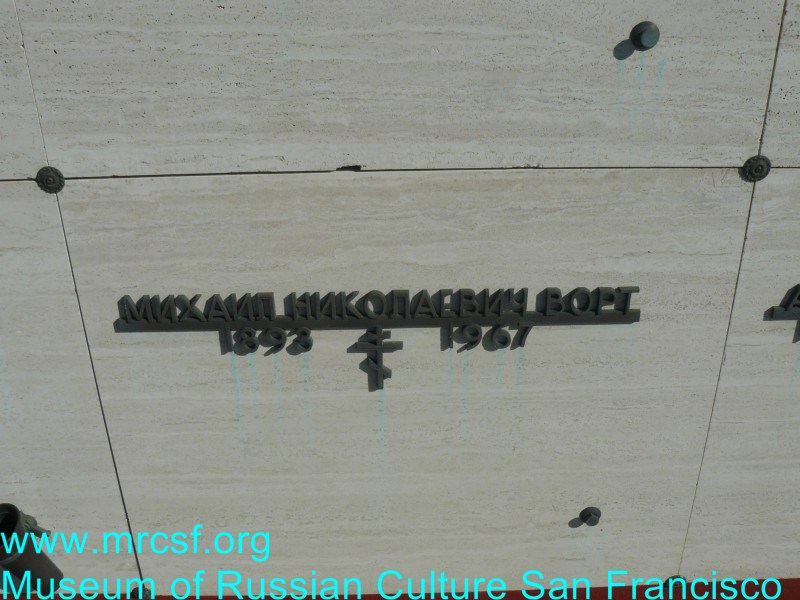 МИХАИЛ НИКОЛАЕВИЧ ВОРТ
1893 1967
www.mrcsf.org
Museum of Russian Culture San Francisco